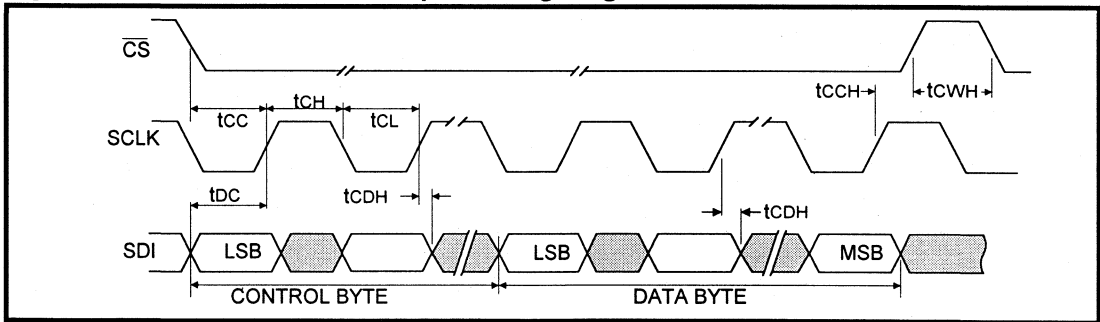 CS
tCC
tCH
tCL
tCCH
tCWH
SCLK
tDC
tCDH
tCDH
SDI
LSB
LSB
MSB
CONTROL BYTE
DATA BYTE